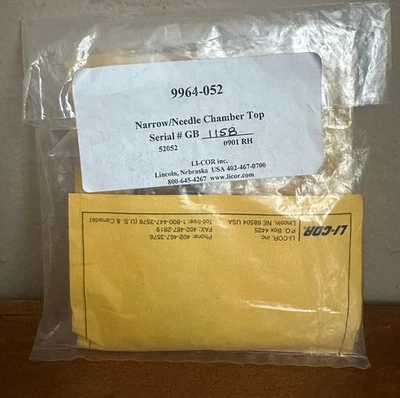 9964-052
Narrow/Needle Chamber Top
Serial # GB 1158
52052 0901 RH
LI-COR inc.
Lincoln, Nebraska USA 402-467-0700
800-645-4267 www.licor.com
LI-COR®
LI-COR, inc.
P.O. Box 4425
Lincoln, NE 68504 USA
Phone: 402-467-3576
FAX: 402-467-2819
Toll-free: 1-800-447-3576 (U.S. & Canada)